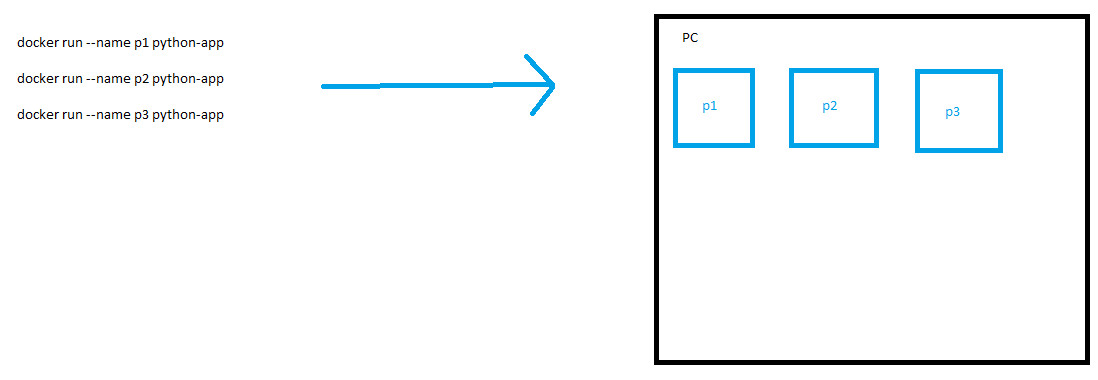 docker run --name p1 python-app
docker run --name p2 python-app
docker run --name p3 python-app
PC
p1
p2
p3